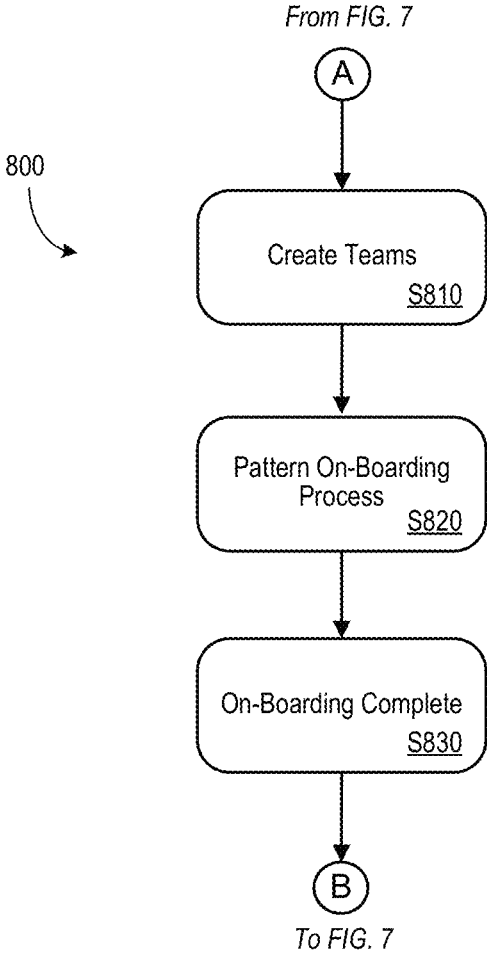 From FIG. 7
A
800
Create Teams
S810
Pattern On-Boarding
Process
S820
On-Boarding Complete
S830
B
To FIG. 7